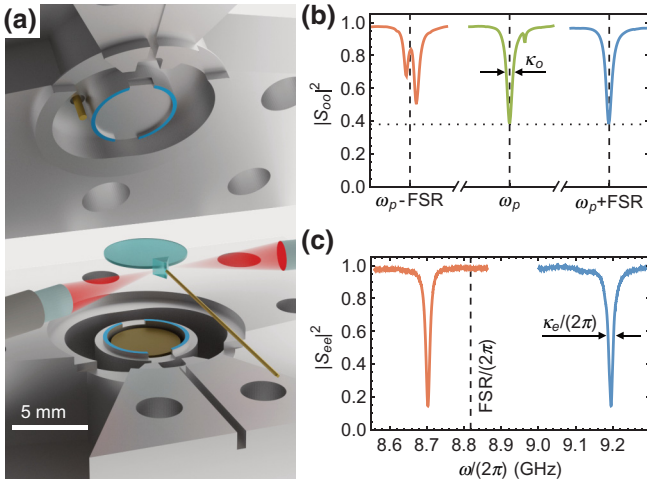 (a)
5 mm
(b)
|S_oo|²
1.0
0.8
0.6
0.4
0.2
0.0
κ_o
ω_p-FSR
ω_p
ω_p+FSR
(c)
|S_ee|²
1.0
0.8
0.6
0.4
0.2
0.0
FSR/(2π)
κ_e/(2π)
8.6 8.7 8.8 8.9 9.0 9.1 9.2
ω/(2π) (GHz)